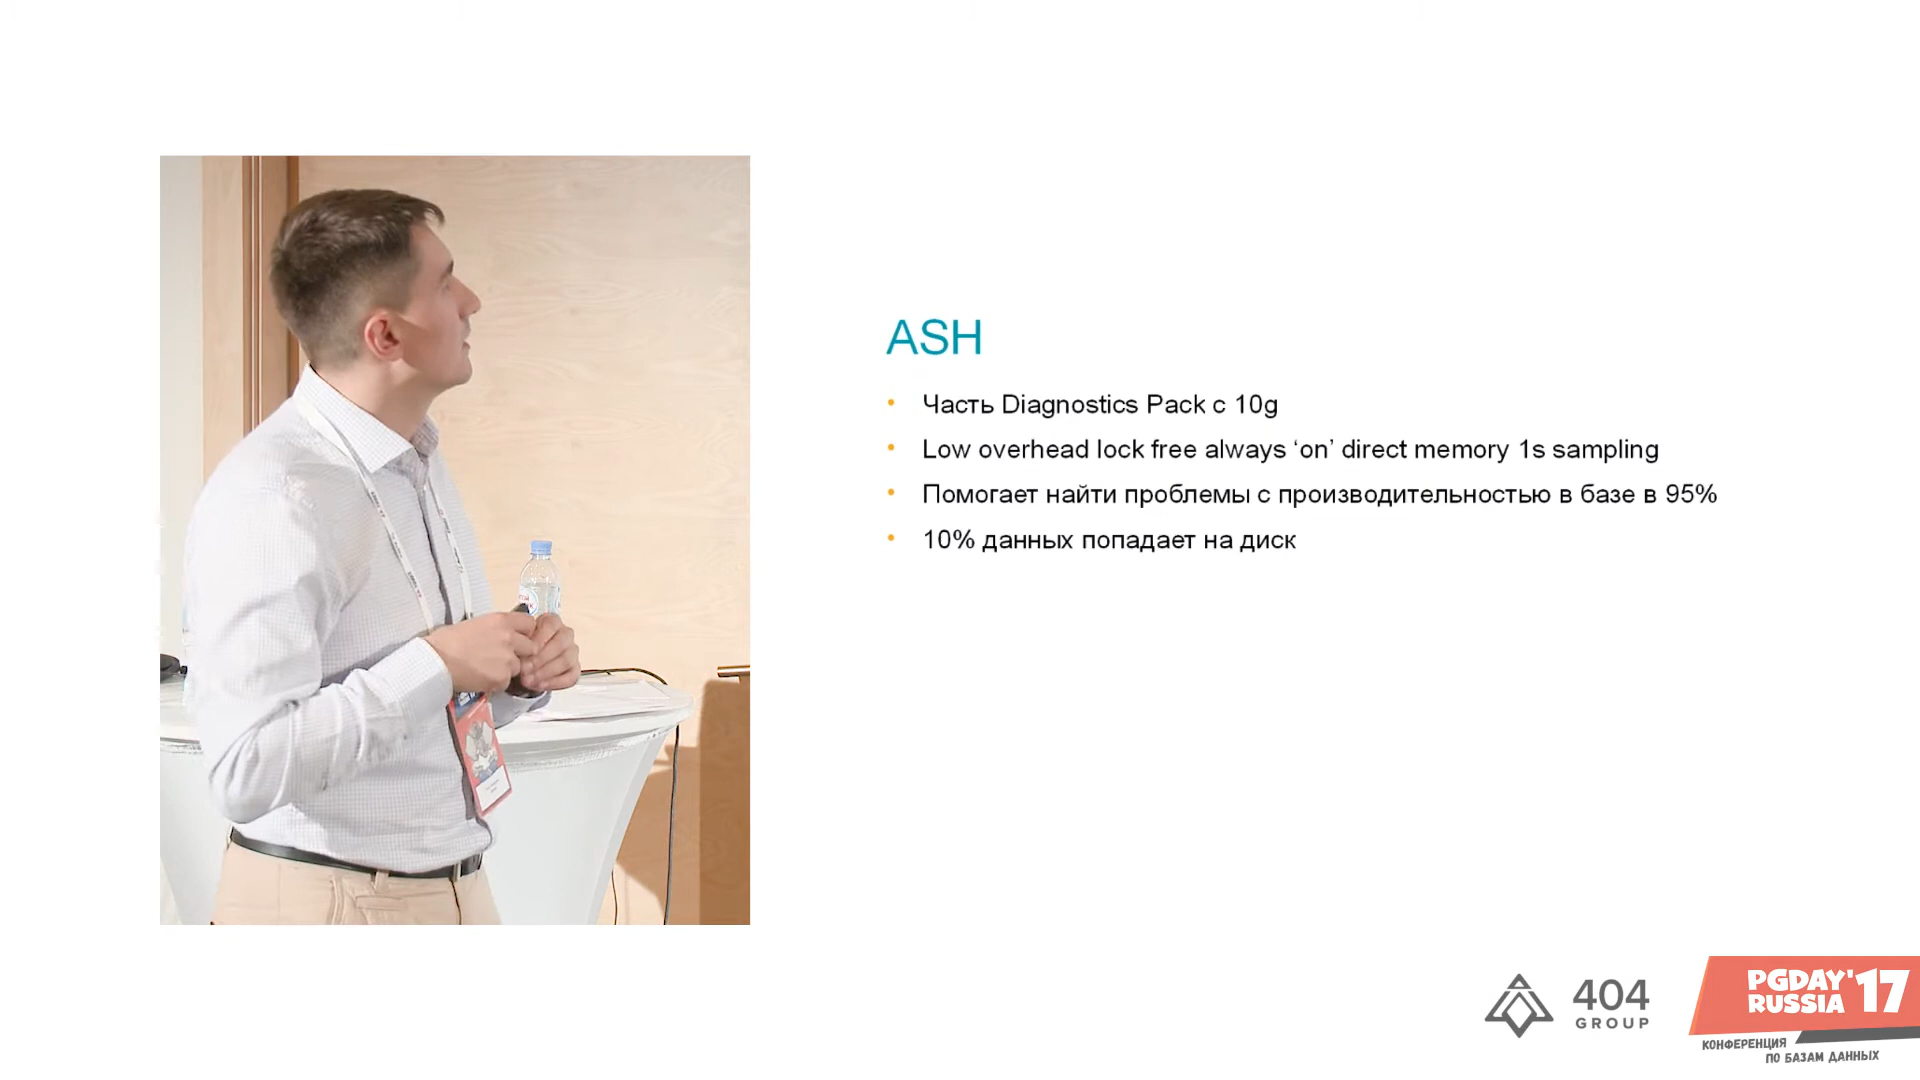 ASH
• Часть Diagnostics Pack с 10g
• Low overhead lock free always ‘on’ direct memory 1s sampling
• Помогает найти проблемы с производительностью в базе в 95%
• 10% данных попадает на диск
404
GROUP
PGDAY'17
RUSSIA
КОНФЕРЕНЦИЯ
ПО БАЗАМ ДАННЫХ